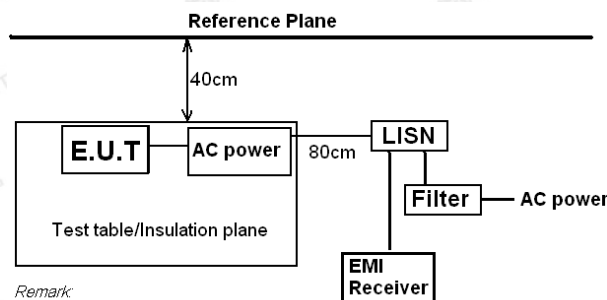 Reference Plane
40cm
E.U.T
AC power
80cm
LISN
Filter
AC power
Test table/Insulation plane
EMI
Receiver
Remark: